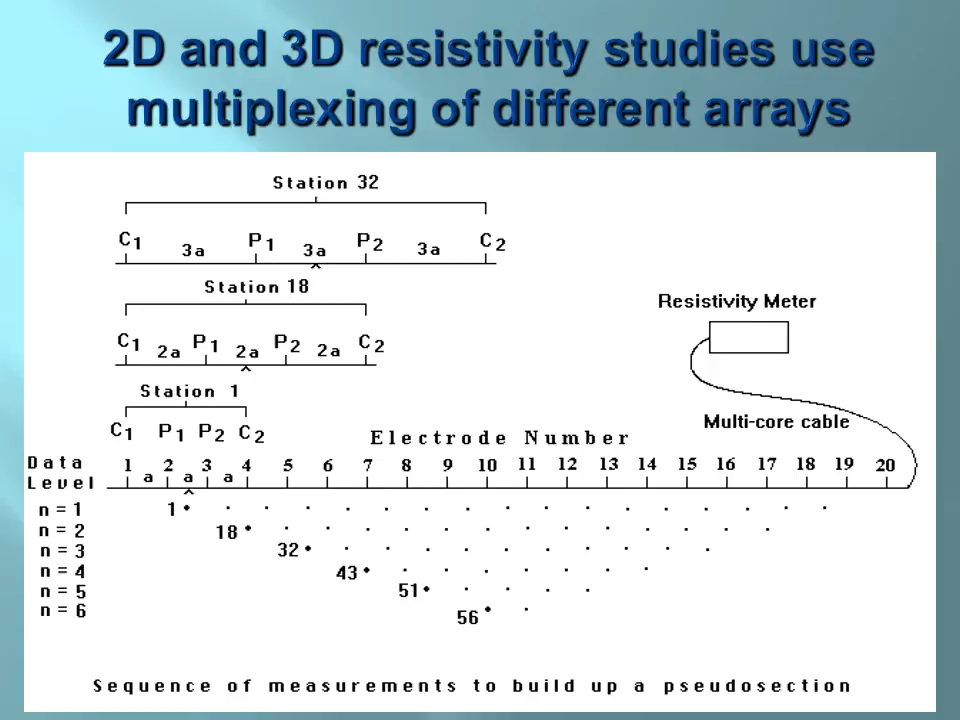 2D and 3D resistivity studies use
multiplexing of different arrays
Station 32
C1 3a P1 3a P2 3a C2
Station 18
C1 2a P1 2a P2 2a C2
Resistivity Meter
Station 1
C1 P1 P2 C2
Multi-core cable
Electrode Number
Data
Level
1 2 3 4 5 6 7 8 9 10 11 12 13 14 15 16 17 18 19 20
a a a
n = 1 1
n = 2 18
n = 3 32
n = 4 43
n = 5 51
n = 6 56
Sequence of measurements to build up a pseudosection